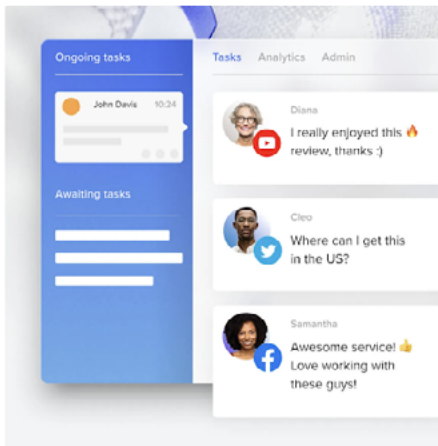 Ongoing tasks
John Davis 10:24
Awaiting tasks
Tasks Analytics Admin
Diana
I really enjoyed this 🔥
review, thanks :)
Cleo
Where can I get this
in the US?
Samantha
Awesome service! 👍
Love working with
these guys!